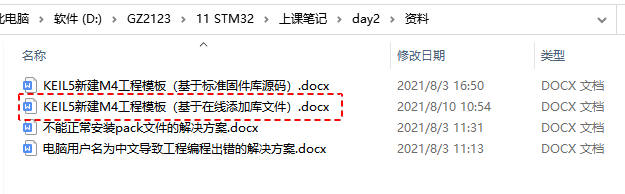 此电脑 > 软件 (D:) > GZ2123 > 11 STM32 > 上课笔记 > day2 > 资料
名称 修改日期 类型
KEIL5新建M4工程模板（基于标准固件库源码）.docx 2021/8/3 16:50 DOCX 文档
KEIL5新建M4工程模板（基于在线添加库文件）.docx 2021/8/10 10:54 DOCX 文档
不能正常安装pack文件的解决方案.docx 2021/8/3 11:31 DOCX 文档
电脑用户名为中文导致工程编程出错的解决方案.docx 2021/8/3 11:13 DOCX 文档